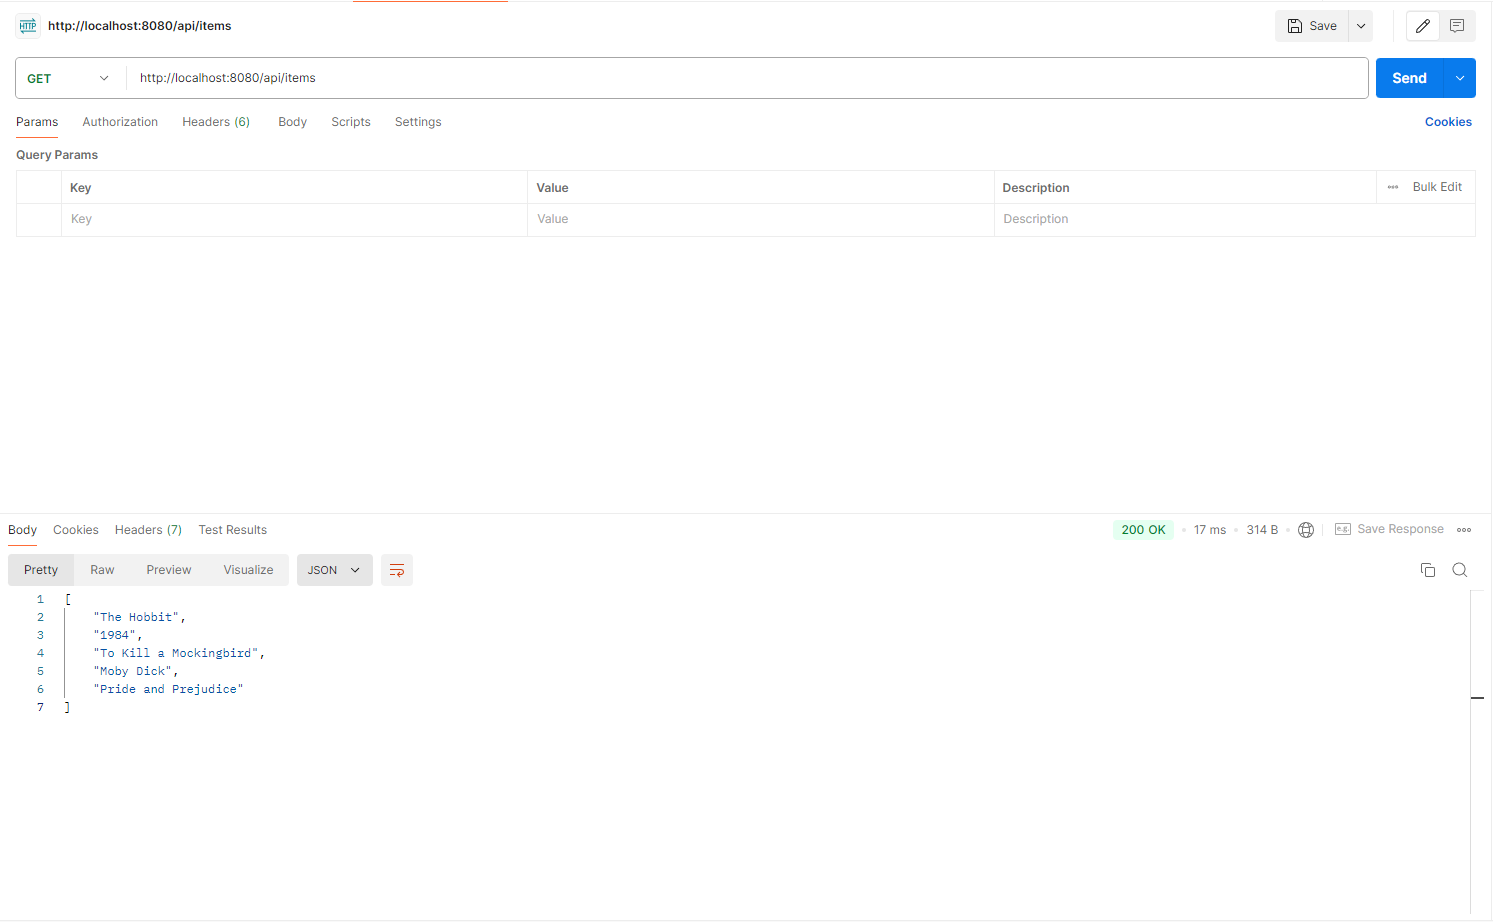 HTTP http://localhost:8080/api/items Save
GET http://localhost:8080/api/items Send
Params Authorization Headers (6) Body Scripts Settings Cookies
Query Params
Key Value Description Bulk Edit
Key Value Description
Body Cookies Headers (7) Test Results 200 OK 17 ms 314 B e.g. Save Response
Pretty Raw Preview Visualize JSON
1 [
2 "The Hobbit",
3 "1984",
4 "To Kill a Mockingbird",
5 "Moby Dick",
6 "Pride and Prejudice"
7 ]